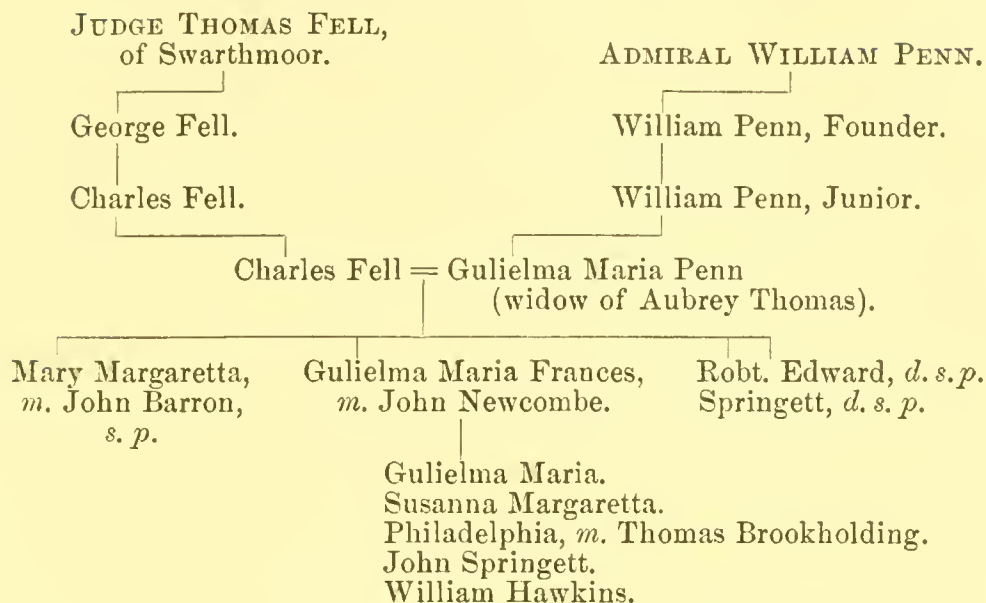 JUDGE THOMAS FELL,
of Swarthmoor.
ADMIRAL WILLIAM PENN.
George Fell.
William Penn, Founder.
Charles Fell.
William Penn, Junior.
Charles Fell = Gulielma Maria Penn
(widow of Aubrey Thomas).
Mary Margaretta,
m. John Barron,
s. p.
Gulielma Maria Frances,
m. John Newcombe.
Robt. Edward, d. s. p.
Springett, d. s. p.
Gulielma Maria.
Susanna Margaretta.
Philadelphia, m. Thomas Brookholding.
John Springett.
William Hawkins.